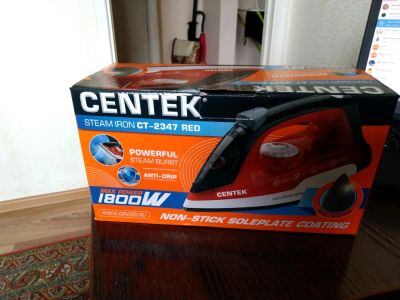 CENTEK
STEAM IRON CT-2347 RED
POWERFUL
STEAM BURST
ANTI-DRIP
MAX POWER
1800W
CENTEK
WWW.CENTEK.RU
NON-STICK SOLEPLATE COATING
CENTEK